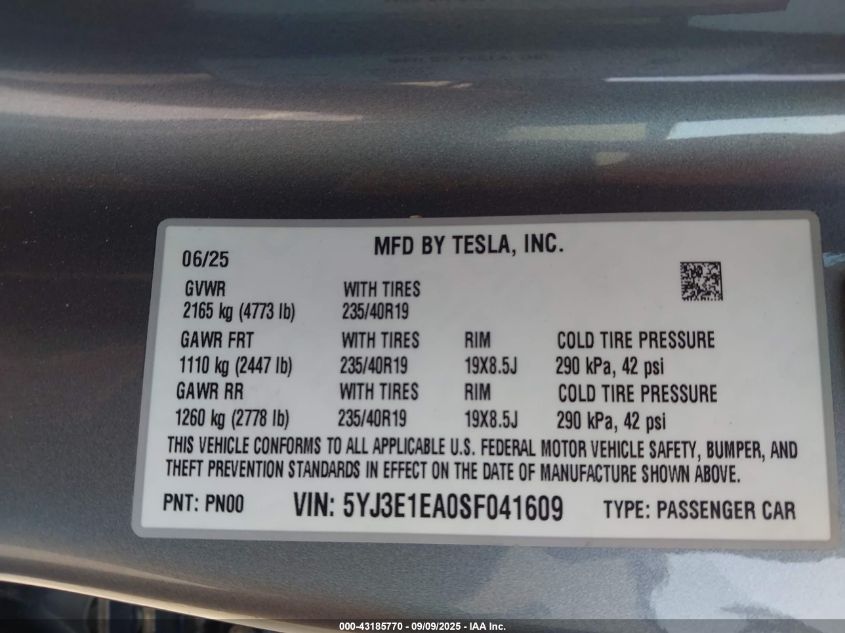 MFD BY TESLA, INC.
06/25
GVWR WITH TIRES
2165 kg (4773 lb) 235/40R19
GAWR FRT WITH TIRES RIM COLD TIRE PRESSURE
1110 kg (2447 lb) 235/40R19 19X8.5J 290 kPa, 42 psi
GAWR RR WITH TIRES RIM COLD TIRE PRESSURE
1260 kg (2778 lb) 235/40R19 19X8.5J 290 kPa, 42 psi
THIS VEHICLE CONFORMS TO ALL APPLICABLE U.S. FEDERAL MOTOR VEHICLE SAFETY, BUMPER, AND
THEFT PREVENTION STANDARDS IN EFFECT ON THE DATE OF MANUFACTURE SHOWN ABOVE.
PNT: PN00 VIN: 5YJ3E1EA0SF041609 TYPE: PASSENGER CAR
000-43185770 - 09/09/2025 - IAA Inc.